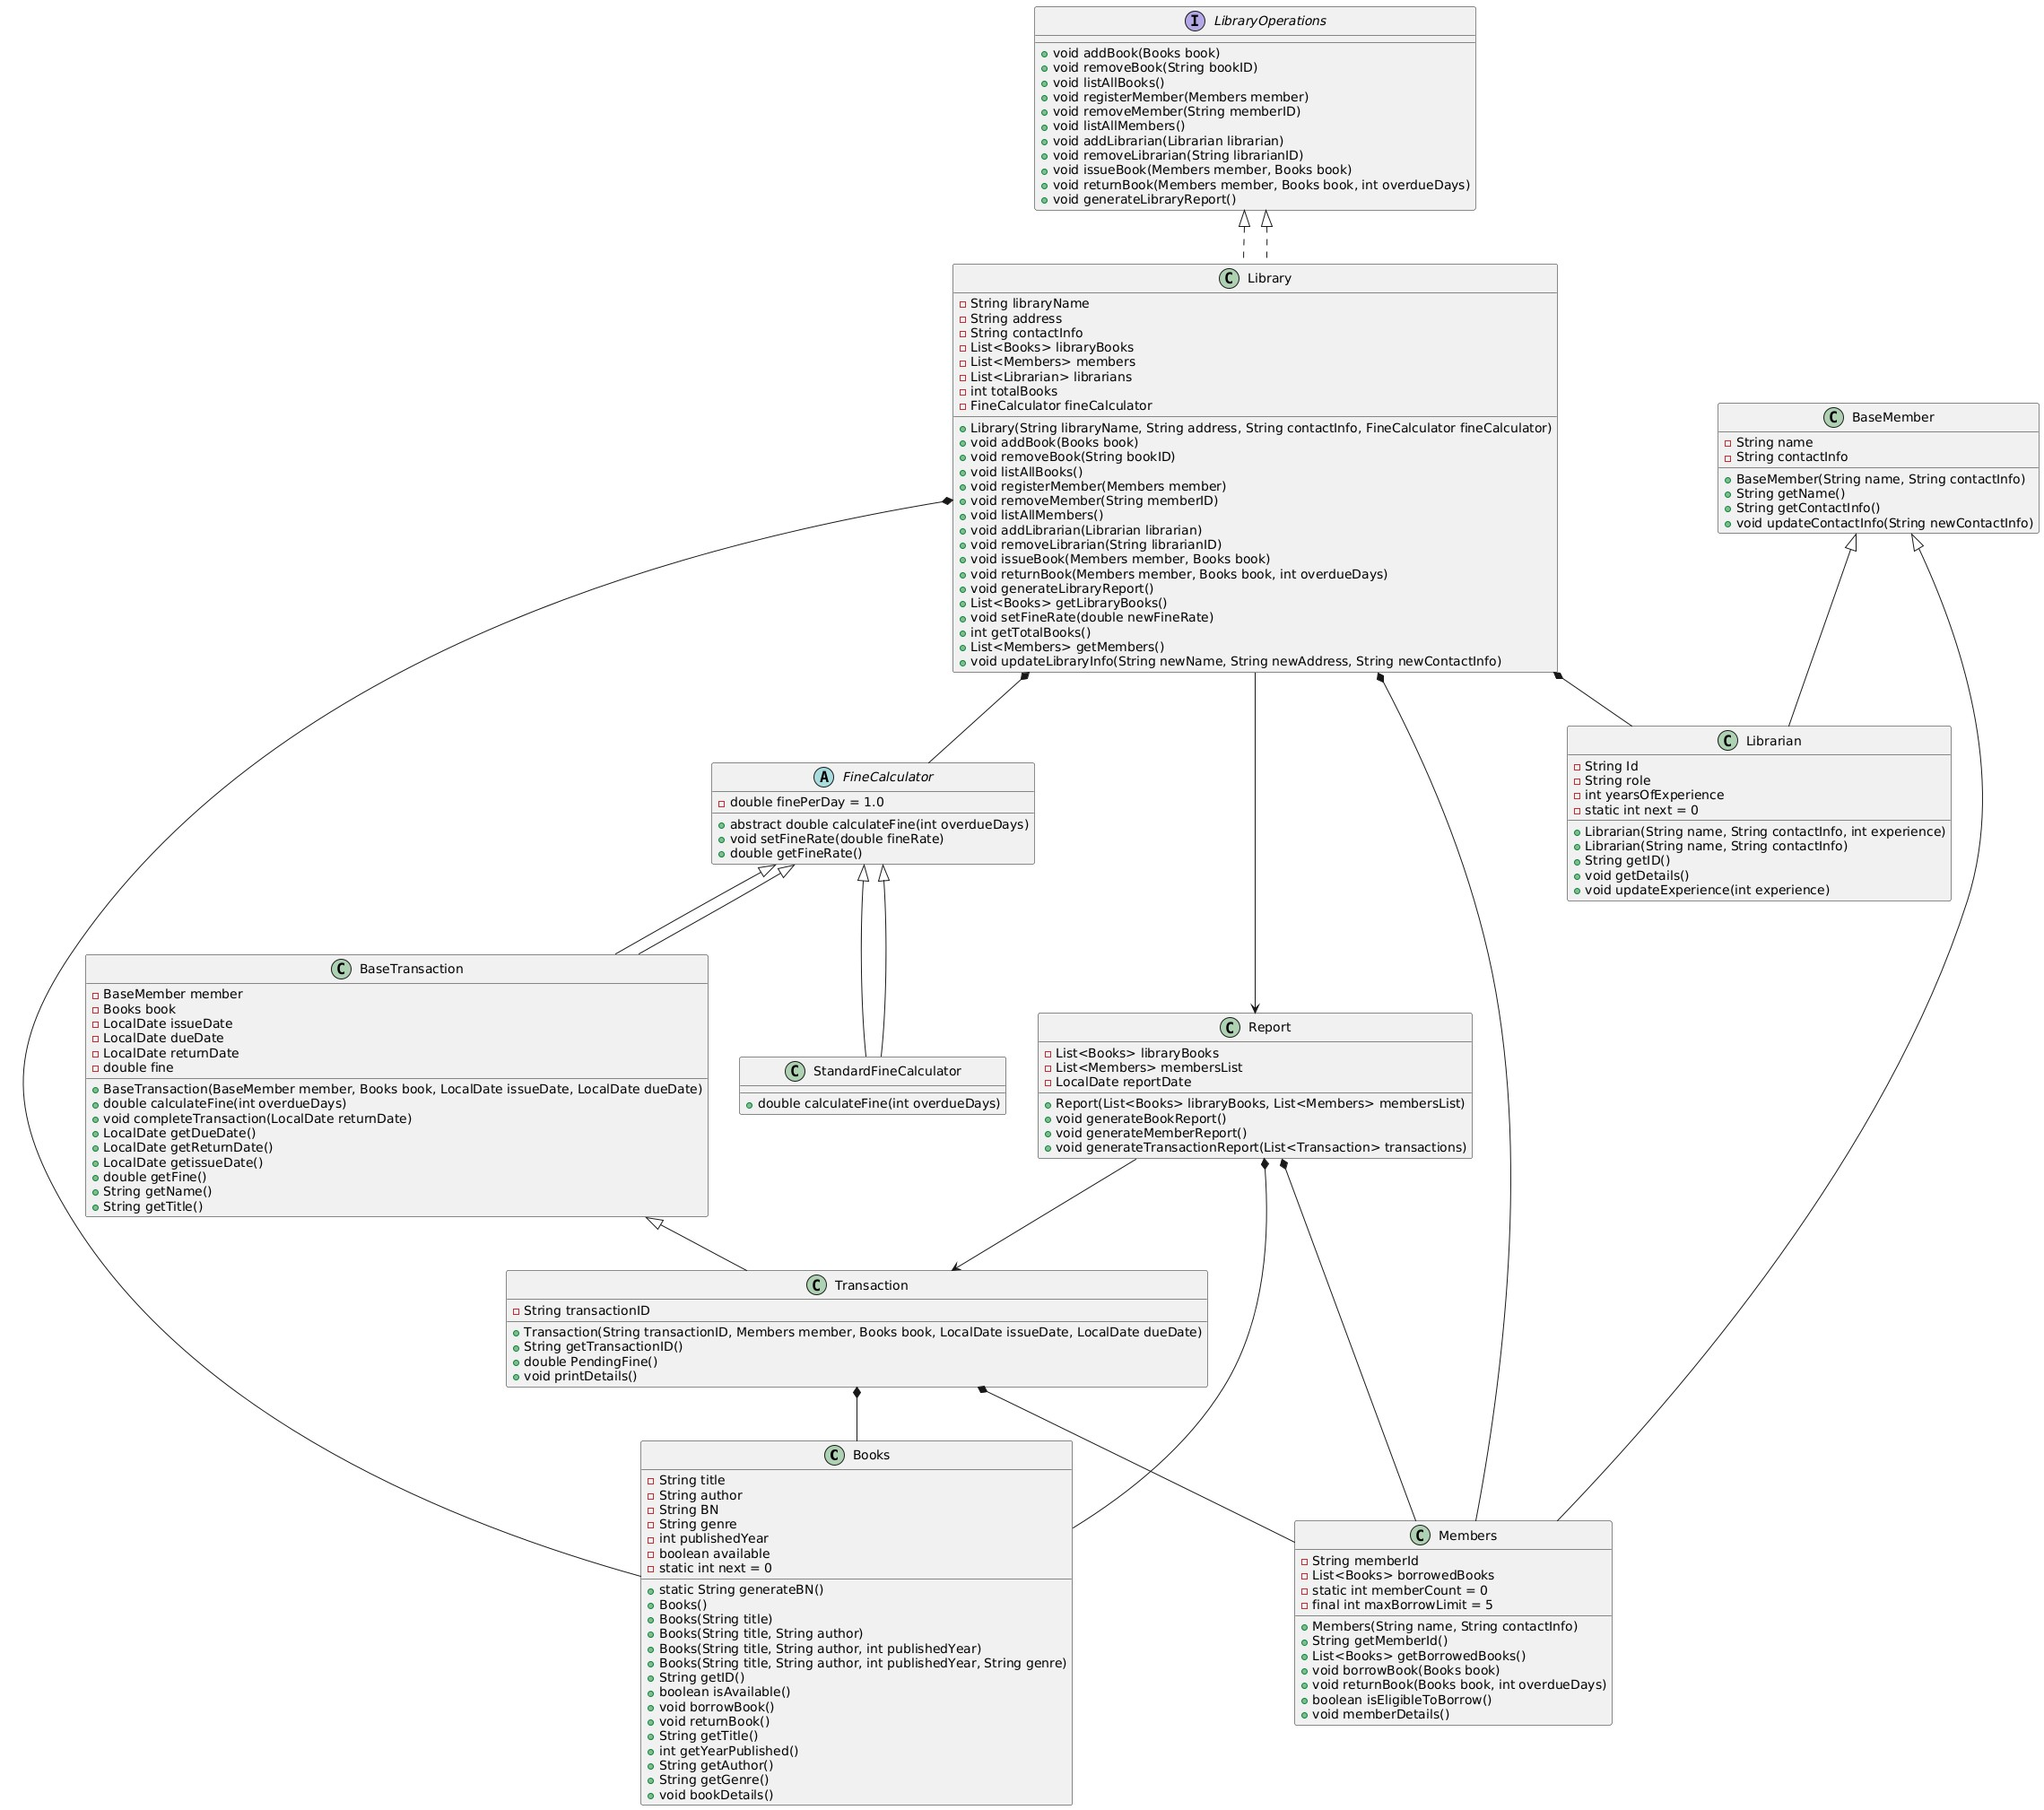 I LibraryOperations
void addBook(Books book)
void removeBook(String bookID)
void listAllBooks()
void registerMember(Members member)
void removeMember(String memberID)
void listAllMembers()
void addLibrarian(Librarian librarian)
void removeLibrarian(String librarianID)
void issueBook(Members member, Books book)
void returnBook(Members member, Books book, int overdueDays)
void generateLibraryReport()
C Library
String libraryName
String address
String contactInfo
List<Books> libraryBooks
List<Members> members
List<Librarian> librarians
int totalBooks
FineCalculator fineCalculator
Library(String libraryName, String address, String contactInfo, FineCalculator fineCalculator)
void addBook(Books book)
void removeBook(String bookID)
void listAllBooks()
void registerMember(Members member)
void removeMember(String memberID)
void listAllMembers()
void addLibrarian(Librarian librarian)
void removeLibrarian(String librarianID)
void issueBook(Members member, Books book)
void returnBook(Members member, Books book, int overdueDays)
void generateLibraryReport()
List<Books> getLibraryBooks()
void setFineRate(double newFineRate)
int getTotalBooks()
List<Members> getMembers()
void updateLibraryInfo(String newName, String newAddress, String newContactInfo)
C BaseMember
String name
String contactInfo
BaseMember(String name, String contactInfo)
String getName()
String getContactInfo()
void updateContactInfo(String newContactInfo)
C Librarian
String Id
String role
int yearsOfExperience
static int next = 0
Librarian(String name, String contactInfo, int experience)
Librarian(String name, String contactInfo)
String getID()
void getDetails()
void updateExperience(int experience)
A FineCalculator
double finePerDay = 1.0
abstract double calculateFine(int overdueDays)
void setFineRate(double fineRate)
double getFineRate()
C BaseTransaction
BaseMember member
Books book
LocalDate issueDate
LocalDate dueDate
LocalDate returnDate
double fine
BaseTransaction(BaseMember member, Books book, LocalDate issueDate, LocalDate dueDate)
double calculateFine(int overdueDays)
void completeTransaction(LocalDate returnDate)
LocalDate getDueDate()
LocalDate getReturnDate()
LocalDate getissueDate()
double getFine()
String getName()
String getTitle()
C StandardFineCalculator
double calculateFine(int overdueDays)
C Report
List<Books> libraryBooks
List<Members> membersList
LocalDate reportDate
Report(List<Books> libraryBooks, List<Members> membersList)
void generateBookReport()
void generateMemberReport()
void generateTransactionReport(List<Transaction> transactions)
C Transaction
String transactionID
Transaction(String transactionID, Members member, Books book, LocalDate issueDate, LocalDate dueDate)
String getTransactionID()
double PendingFine()
void printDetails()
C Books
String title
String author
String BN
String genre
int publishedYear
boolean available
static int next = 0
static String generateBN()
Books()
Books(String title)
Books(String title, String author)
Books(String title, String author, int publishedYear)
Books(String title, String author, int publishedYear, String genre)
String getID()
boolean isAvailable()
void borrowBook()
void returnBook()
String getTitle()
int getYearPublished()
String getAuthor()
String getGenre()
void bookDetails()
C Members
String memberId
List<Books> borrowedBooks
static int memberCount = 0
final int maxBorrowLimit = 5
Members(String name, String contactInfo)
String getMemberId()
List<Books> getBorrowedBooks()
void borrowBook(Books book)
void returnBook(Books book, int overdueDays)
boolean isEligibleToBorrow()
void memberDetails()